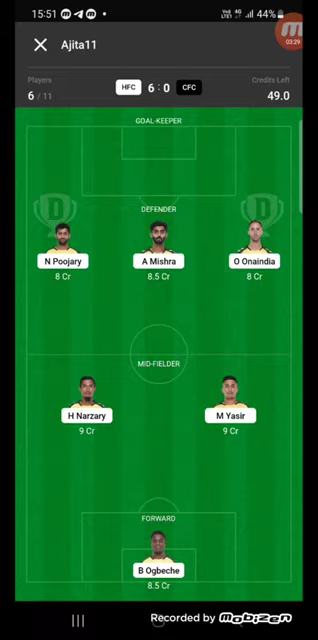 15:51
44%
03:29
Ajita11
Players
6 / 11
HFC 6 : 0 CFC
Credits Left
49.0
GOAL-KEEPER
DEFENDER
N Poojary
8 Cr
A Mishra
8.5 Cr
O Onaindia
8 Cr
MID-FIELDER
H Narzary
9 Cr
M Yasir
9 Cr
FORWARD
B Ogbeche
8.5 Cr
Recorded by mobizen